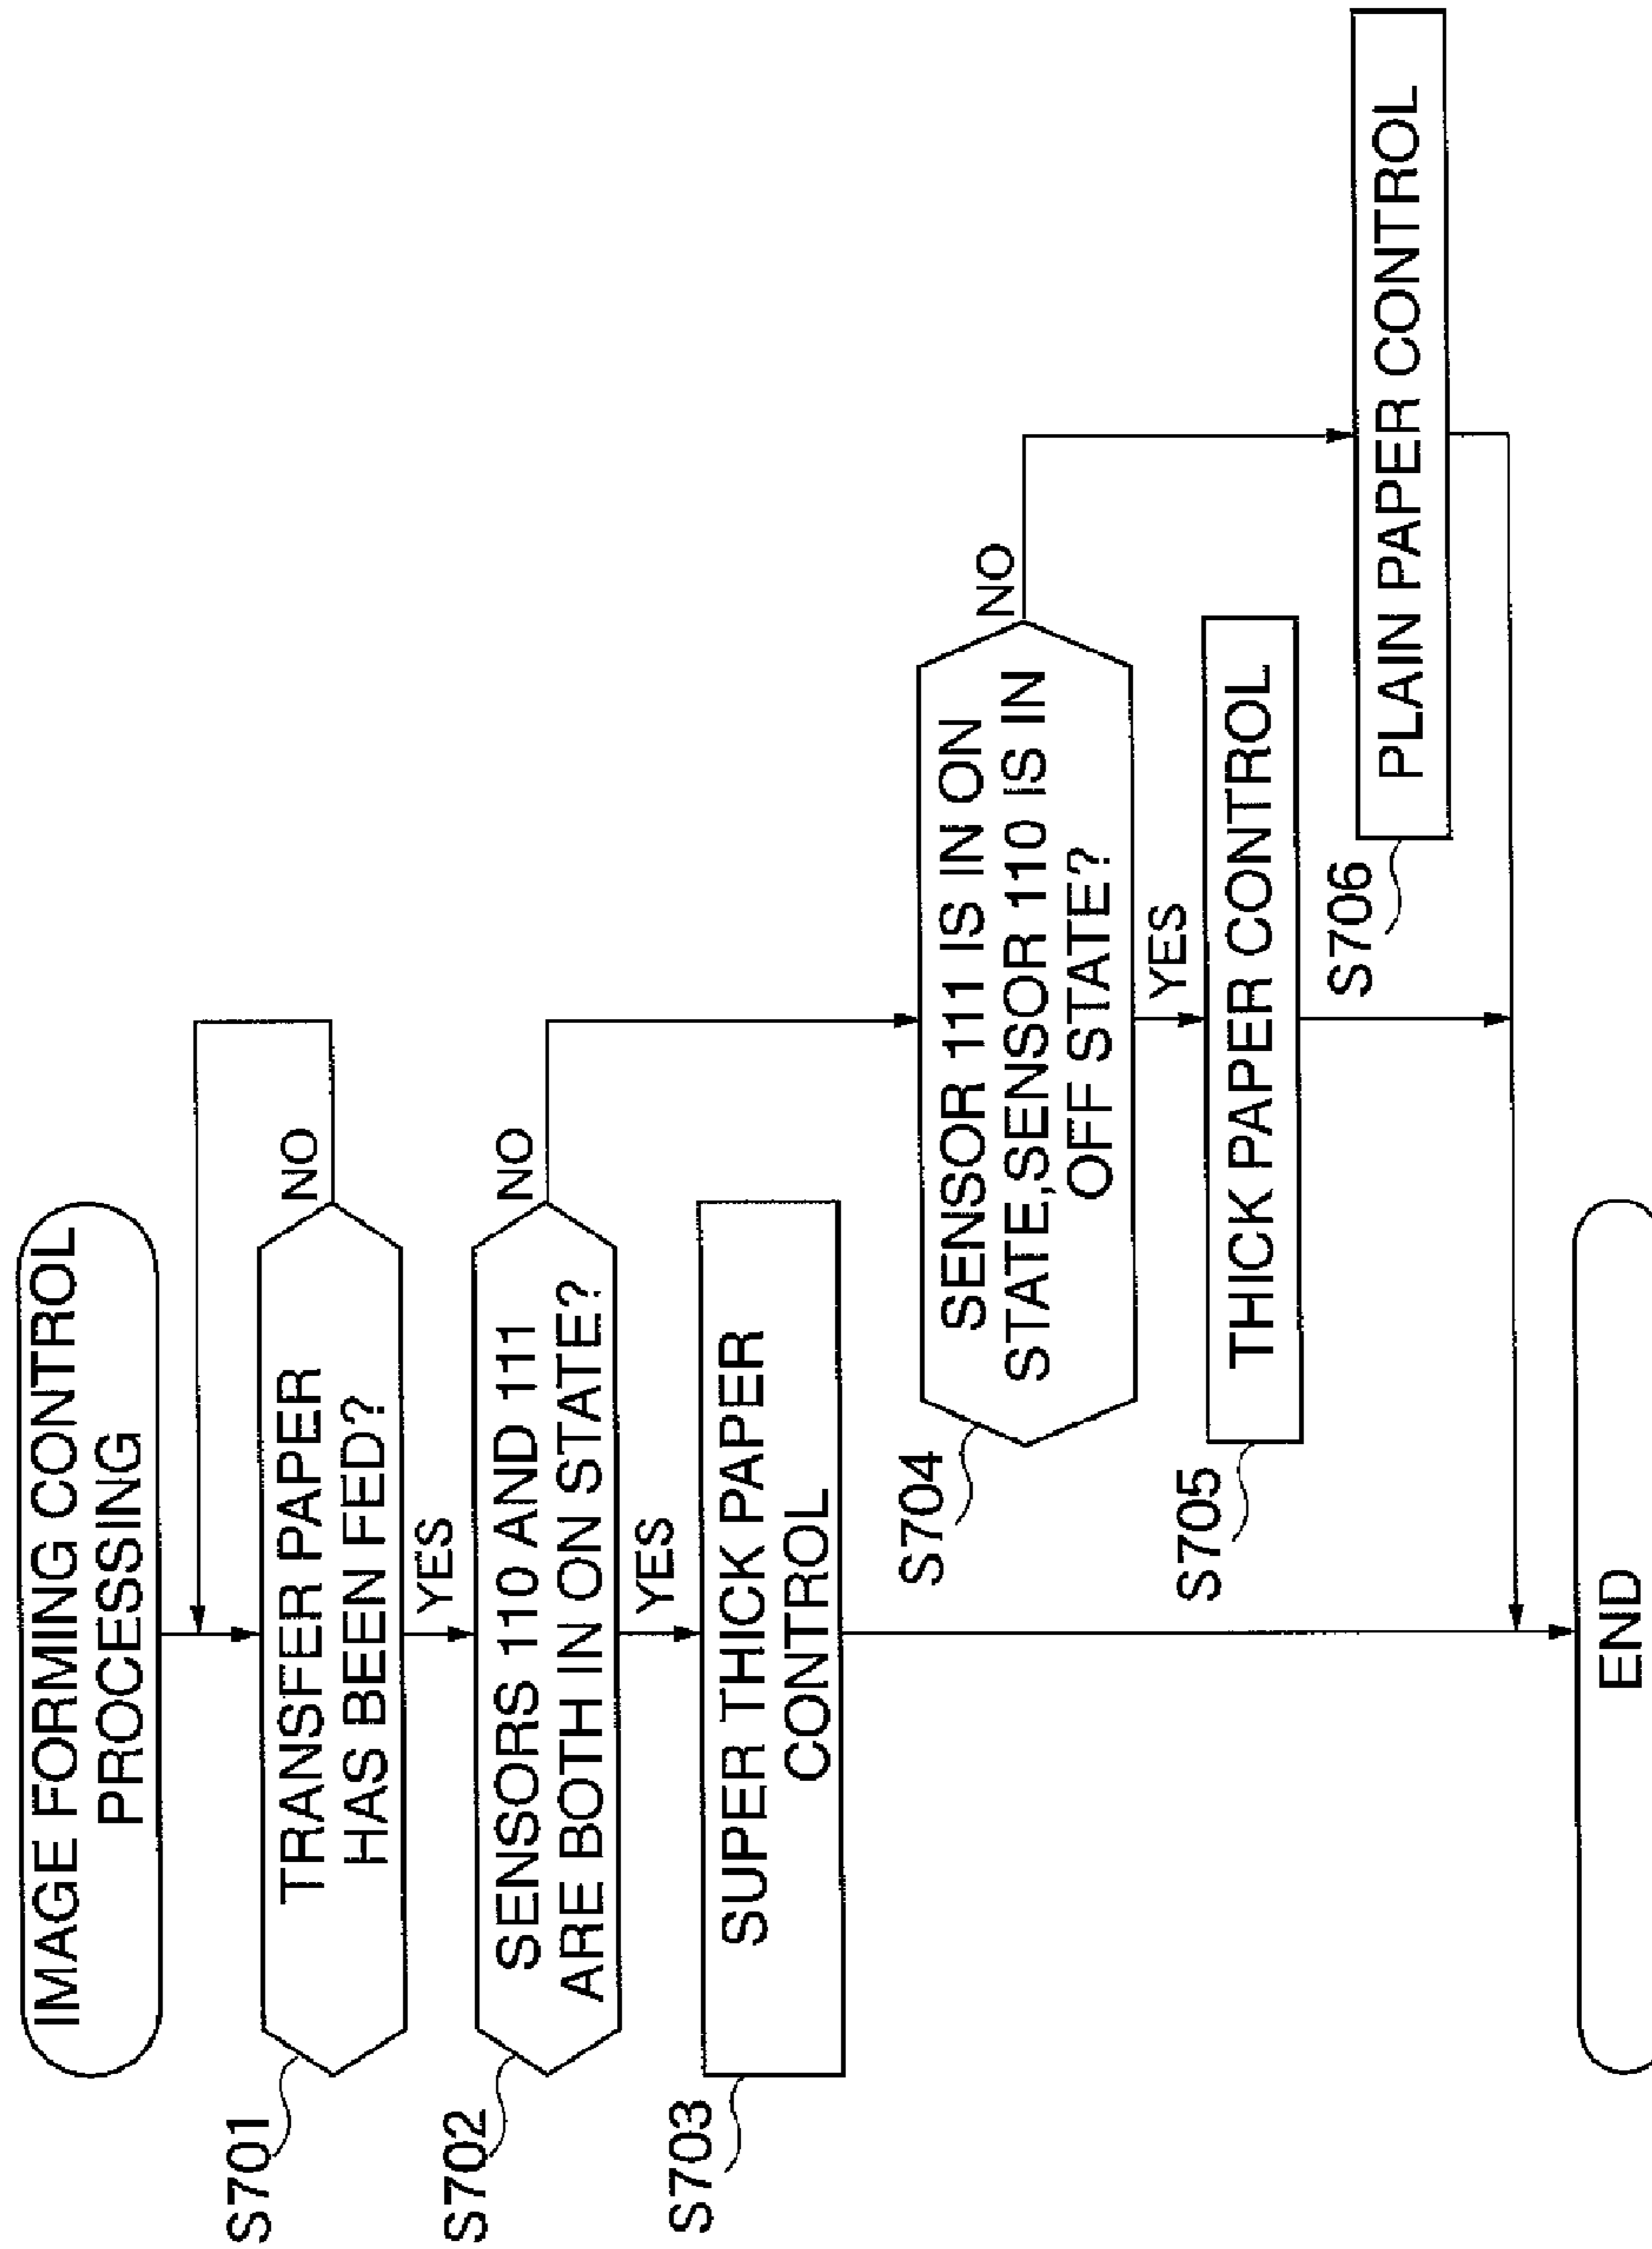 IMAGE FORMING CONTROL
PROCESSING
S701
TRANSFER PAPER
HAS BEEN FED?
NO
YES
S702
SENSORS 110 AND 111
ARE BOTH IN ON STATE?
NO
YES
S703
SUPER THICK PAPER
CONTROL
S704
SENSOR 111 IS IN ON
STATE,SENSOR 110 IS IN
OFF STATE?
NO
YES
S705
THICK PAPER CONTROL
S706
PLAIN PAPER CONTROL
END